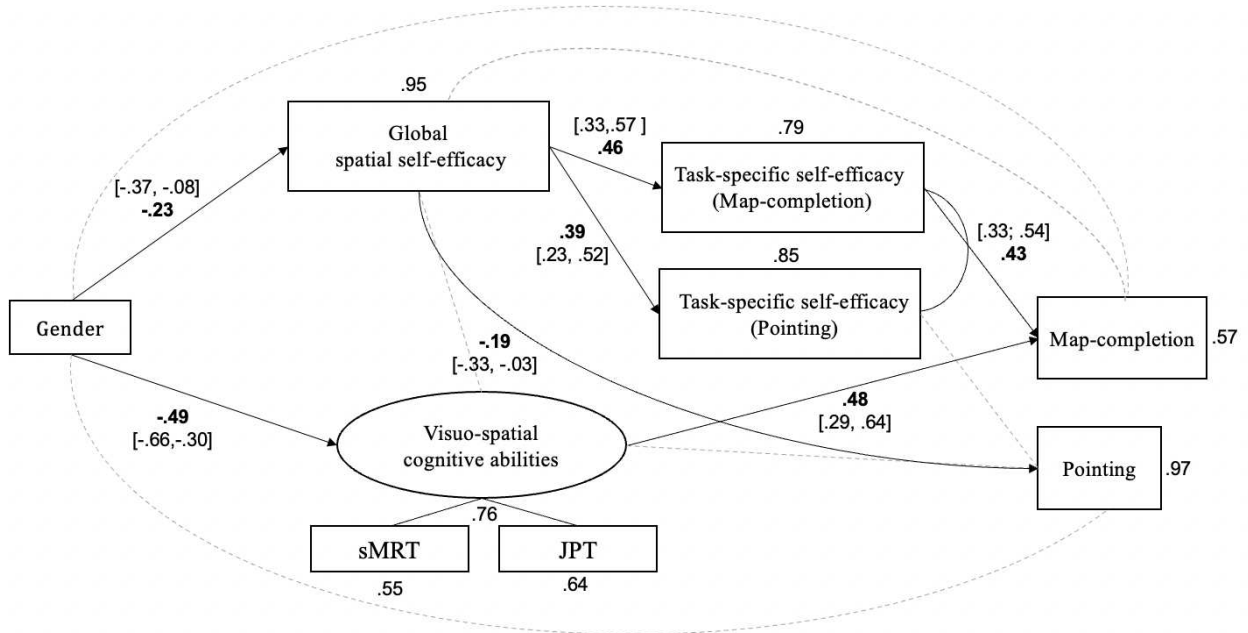 .95
Global
spatial self-efficacy
[.33,.57 ]
.46
.79
Task-specific self-efficacy
(Map-completion)
[-.37, -.08]
-.23
.39
[.23, .52]
.85
Task-specific self-efficacy
(Pointing)
[.33; .54]
.43
Gender
Map-completion
.57
-.19
[-.33, -.03]
-.49
[-.66,-.30]
Visuo-spatial
cognitive abilities
.48
[.29, .64]
Pointing
.97
.76
sMRT
JPT
.55
.64